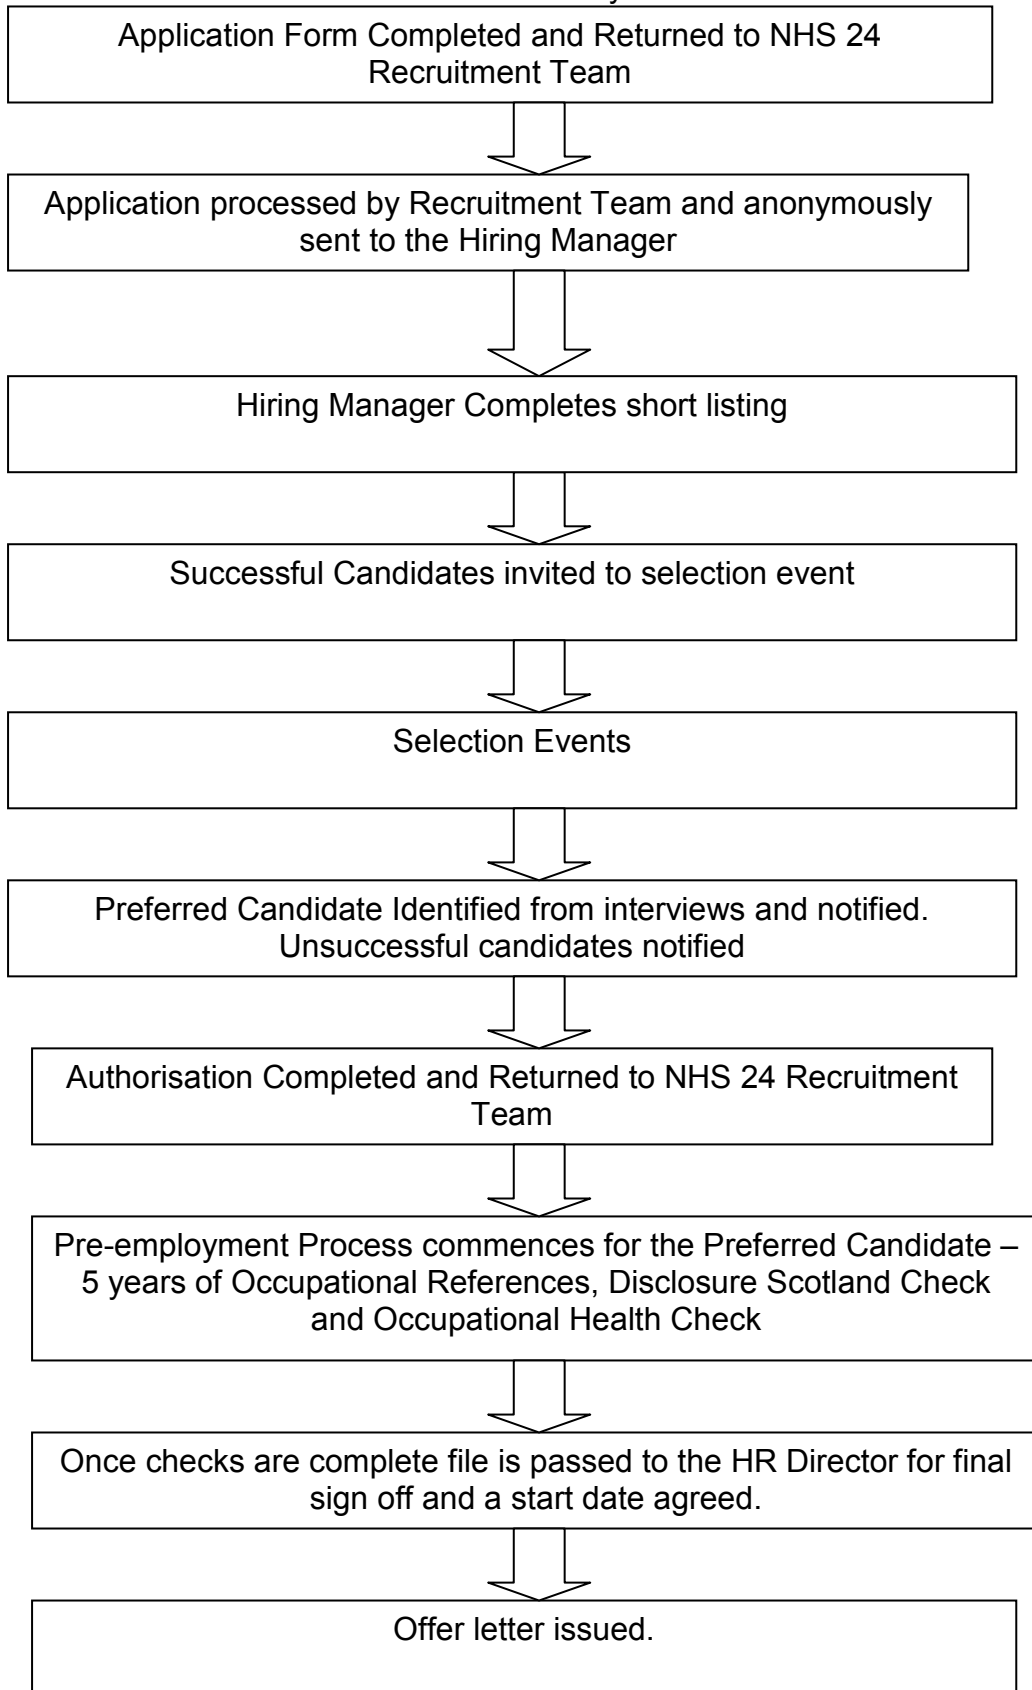 Application Form Completed and Returned to NHS 24
Recruitment Team
Application processed by Recruitment Team and anonymously
sent to the Hiring Manager
Hiring Manager Completes short listing
Successful Candidates invited to selection event
Selection Events
Preferred Candidate Identified from interviews and notified.
Unsuccessful candidates notified
Authorisation Completed and Returned to NHS 24 Recruitment
Team
Pre-employment Process commences for the Preferred Candidate –
5 years of Occupational References, Disclosure Scotland Check
and Occupational Health Check
Once checks are complete file is passed to the HR Director for final
sign off and a start date agreed.
Offer letter issued.